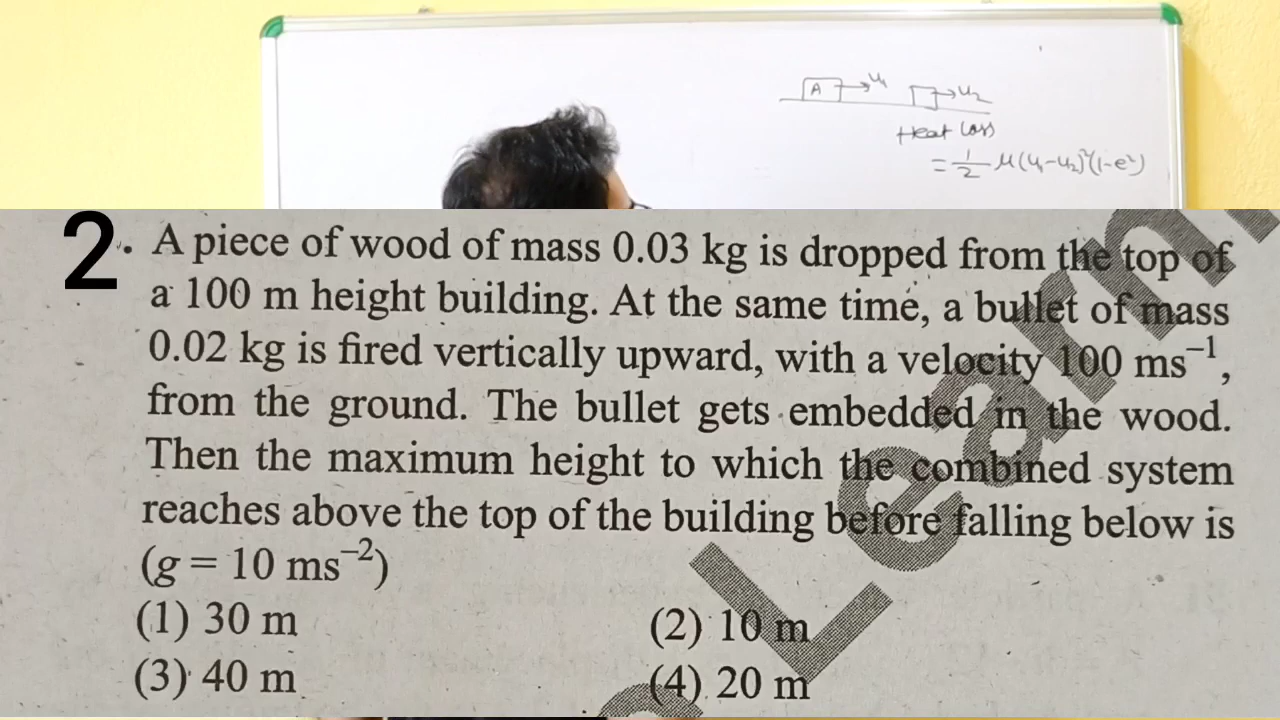 A → u₁ → u₂
Heat loss
= 1/2 μ(u₁-u₂)²(1-e²)
2. A piece of wood of mass 0.03 kg is dropped from the top of
a 100 m height building. At the same time, a bullet of mass
0.02 kg is fired vertically upward, with a velocity 100 ms⁻¹,
from the ground. The bullet gets embedded in the wood.
Then the maximum height to which the combined system
reaches above the top of the building before falling below is
(g = 10 ms⁻²)
(1) 30 m (2) 10 m
(3) 40 m (4) 20 m
Learn